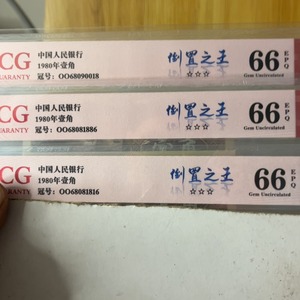 CG
UARANTY
中国人民银行
1980年壹角
冠号：OO68090018
倒置之王
☆☆☆
66 EPQ
Gem Uncirculated
CG
UARANTY
中国人民银行
1980年壹角
冠号：OO68081886
倒置之王
☆☆☆
66 EPQ
Gem Uncirculated
CG
RANTY
中国人民银行
1980年壹角
冠号：OO68081816
倒置之王
☆☆☆
66 EPQ
Gem Uncirculated